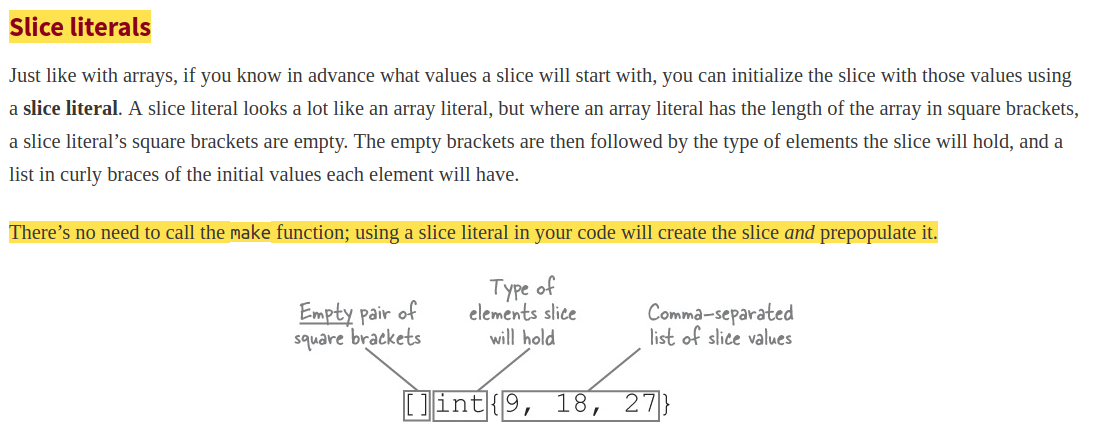 Slice literals
Just like with arrays, if you know in advance what values a slice will start with, you can initialize the slice with those values using
a slice literal. A slice literal looks a lot like an array literal, but where an array literal has the length of the array in square brackets,
a slice literal’s square brackets are empty. The empty brackets are then followed by the type of elements the slice will hold, and a
list in curly braces of the initial values each element will have.
There’s no need to call the make function; using a slice literal in your code will create the slice and prepopulate it.
Empty pair of
square brackets
Type of
elements slice
will hold
Comma-separated
list of slice values
[]int{9, 18, 27}